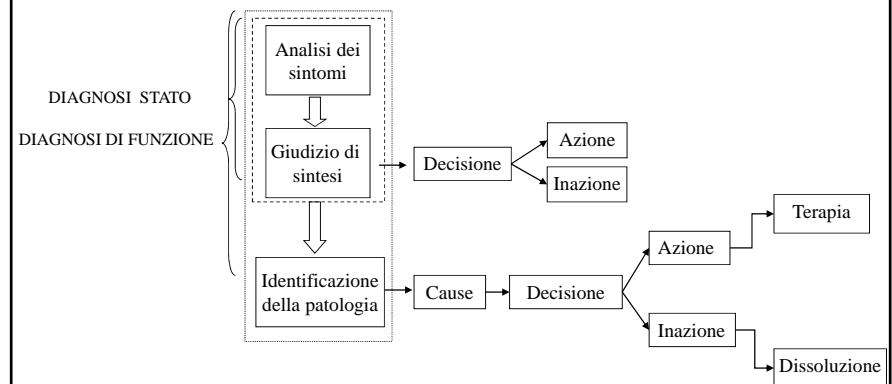 Analisi dei
sintomi
DIAGNOSI STATO
DIAGNOSI DI FUNZIONE
Giudizio di
sintesi
Decisione
Azione
Inazione
Terapia
Azione
Identificazione
della patologia
Cause
Decisione
Inazione
Dissoluzione